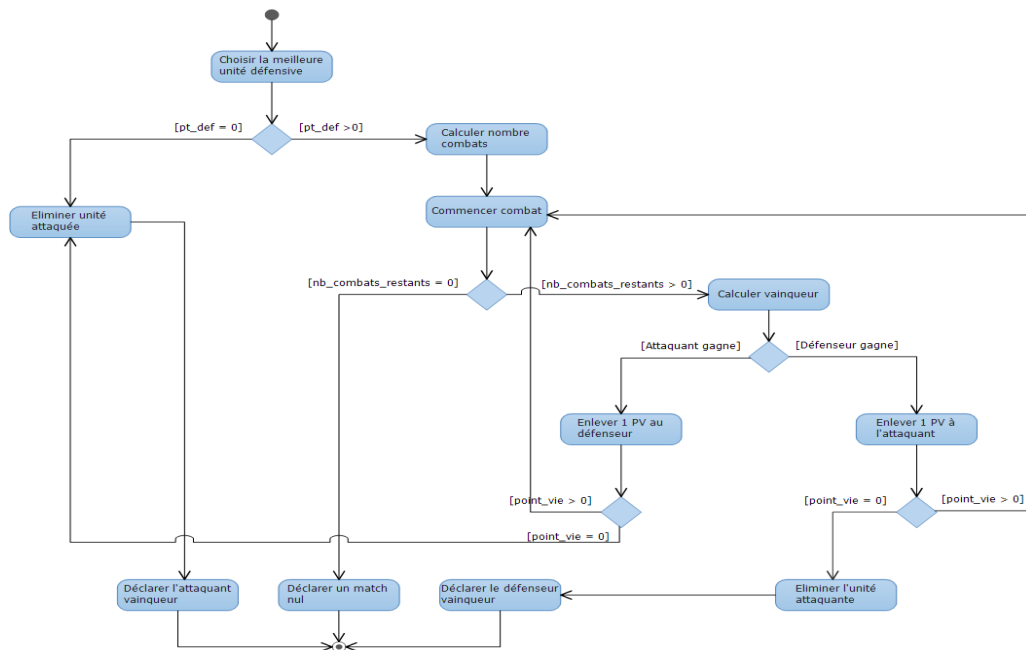 Choisir la meilleure
unité défensive
[pt_def = 0]
[pt_def >0]
Calculer nombre
combats
Eliminer unité
attaquée
Commencer combat
[nb_combats_restants = 0]
[nb_combats_restants > 0]
Calculer vainqueur
[Attaquant gagne]
[Défenseur gagne]
Enlever 1 PV au
défenseur
Enlever 1 PV à
l'attaquant
[point_vie > 0]
[point_vie = 0]
[point_vie = 0]
[point_vie > 0]
Déclarer l'attaquant
vainqueur
Déclarer un match
nul
Déclarer le défenseur
vainqueur
Eliminer l'unité
attaquante